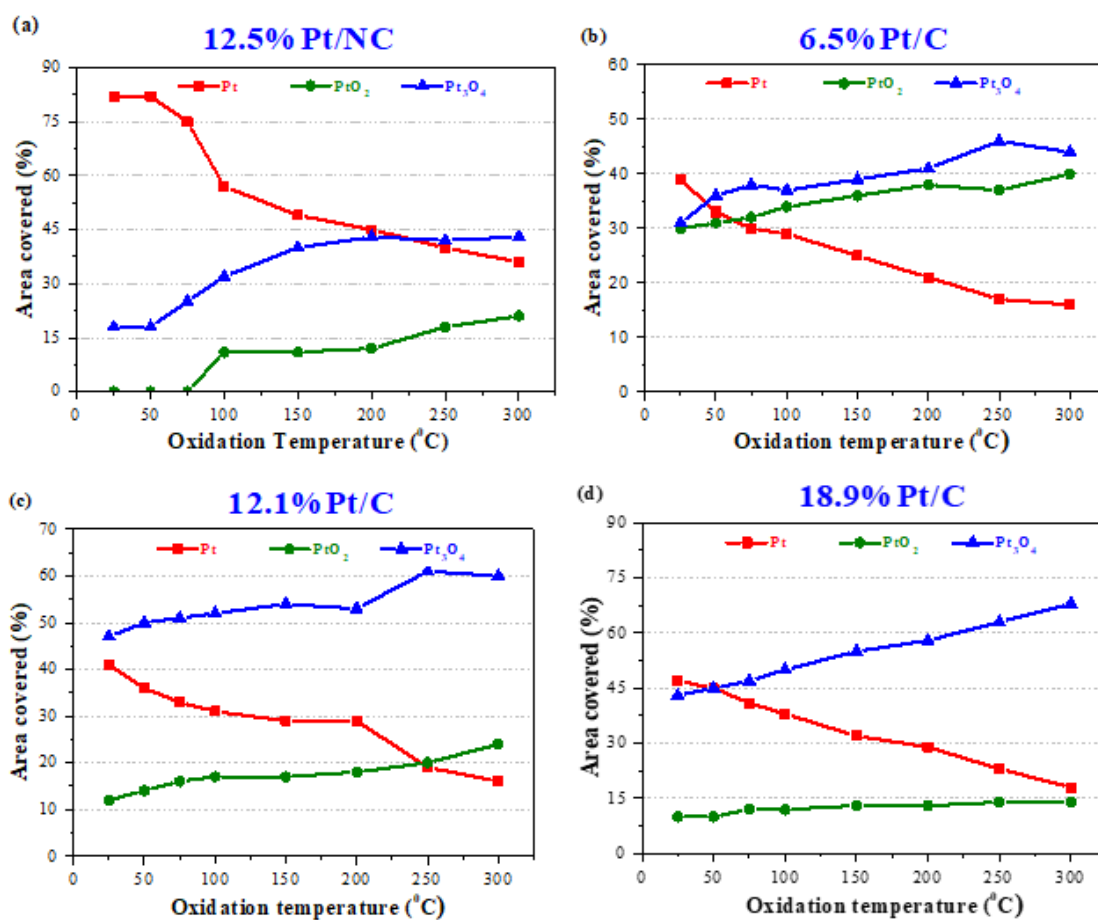 (a)
12.5% Pt/NC
Pt
PtO₂
Pt₃O₄
90
75
60
45
30
15
0
Area covered (%)
0 50 100 150 200 250 300
Oxidation Temperature (⁰C)
(b)
6.5% Pt/C
Pt
PtO₂
Pt₃O₄
60
50
40
30
20
10
0
Area covered (%)
0 50 100 150 200 250 300
Oxidation temperature (⁰C)
(c)
12.1% Pt/C
Pt
PtO₂
Pt₃O₄
70
60
50
40
30
20
10
0
Area covered (%)
0 50 100 150 200 250 300
Oxidation temperature (⁰C)
(d)
18.9% Pt/C
Pt
PtO₂
Pt₃O₄
90
75
60
45
30
15
0
Area covered (%)
0 50 100 150 200 250 300
Oxidation temperature (⁰C)